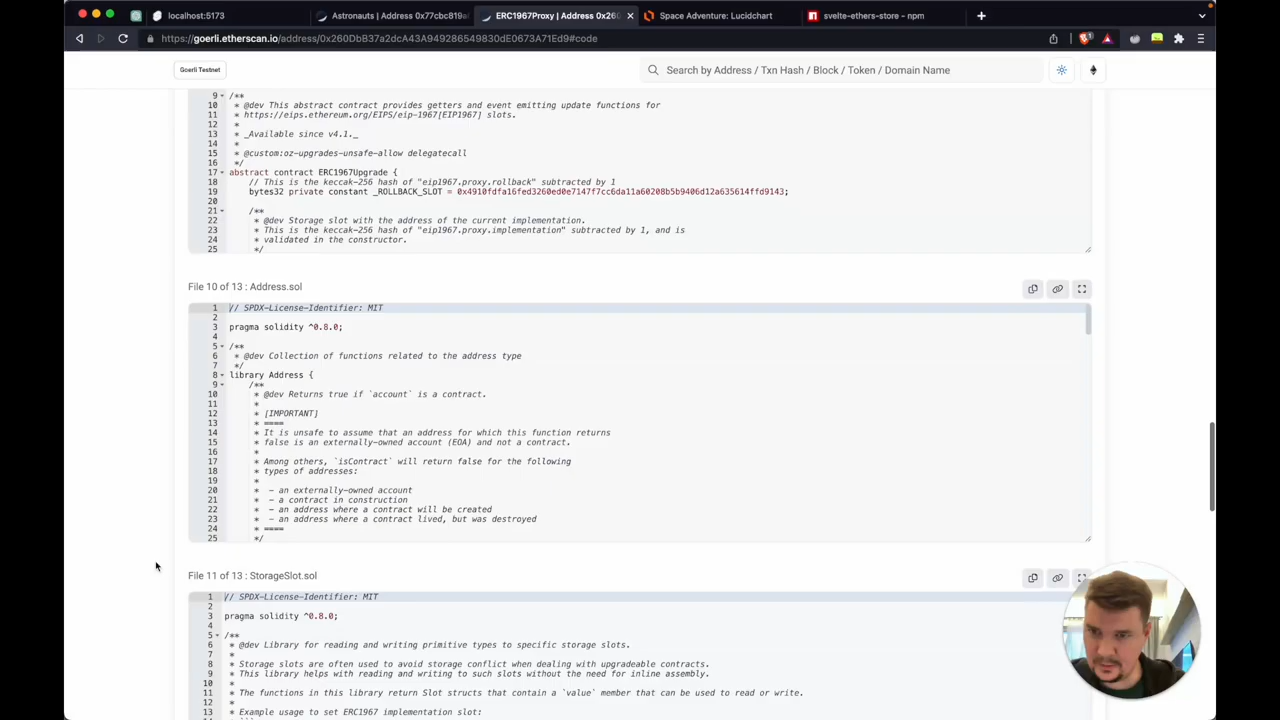 localhost:5173
Astronauts | Address 0x77cbc819a
ERC1967Proxy | Address 0x260
Space Adventure: Lucidchart
svelte-ethers-store - npm
https://goerli.etherscan.io/address/0x260DbB37a2dcA43A949286549830dE0673A71Ed9#code
Goerli Testnet
Search by Address / Txn Hash / Block / Token / Domain Name
9 /**
10 * @dev This abstract contract provides getters and event emitting update functions for
11 * https://eips.ethereum.org/EIPS/eip-1967[EIP1967] slots.
12 *
13 * _Available since v4.1._
14 *
15 * @custom:oz-upgrades-unsafe-allow delegatecall
16 */
17 abstract contract ERC1967Upgrade {
18 // This is the keccak-256 hash of "eip1967.proxy.rollback" subtracted by 1
19 bytes32 private constant _ROLLBACK_SLOT = 0x4910fdfa16fed3260ed0e7147f7cc6da11a60208b5b9406d12a635614ffd9143;
20
21 /**
22 * @dev Storage slot with the address of the current implementation.
23 * This is the keccak-256 hash of "eip1967.proxy.implementation" subtracted by 1, and is
24 * validated in the constructor.
25 */
File 10 of 13 : Address.sol
1 // SPDX-License-Identifier: MIT
2
3 pragma solidity ^0.8.0;
4
5 /**
6 * @dev Collection of functions related to the address type
7 */
8 library Address {
9 /**
10 * @dev Returns true if `account` is a contract.
11 *
12 * [IMPORTANT]
13 * ====
14 * It is unsafe to assume that an address for which this function returns
15 * false is an externally-owned account (EOA) and not a contract.
16 *
17 * Among others, `isContract` will return false for the following
18 * types of addresses:
19 *
20 * - an externally-owned account
21 * - a contract in construction
22 * - an address where a contract will be created
23 * - an address where a contract lived, but was destroyed
24 * ====
25 */
File 11 of 13 : StorageSlot.sol
1 // SPDX-License-Identifier: MIT
2
3 pragma solidity ^0.8.0;
4
5 /**
6 * @dev Library for reading and writing primitive types to specific storage slots.
7 *
8 * Storage slots are often used to avoid storage conflict when dealing with upgradeable contracts.
9 * This library helps with reading and writing to such slots without the need for inline assembly.
10 *
11 * The functions in this library return Slot structs that contain a `value` member that can be used to read or write.
12 *
13 * Example usage to set ERC1967 implementation slot: